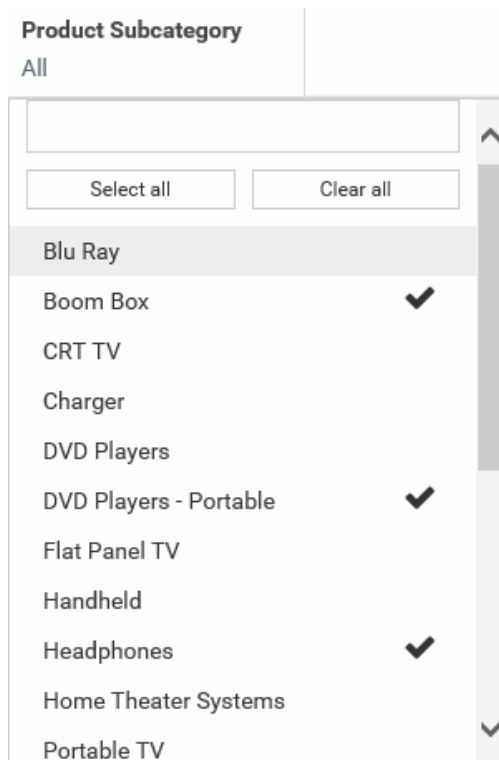 Product Subcategory
All
Select all Clear all
Blu Ray
Boom Box
CRT TV
Charger
DVD Players
DVD Players - Portable
Flat Panel TV
Handheld
Headphones
Home Theater Systems
Portable TV